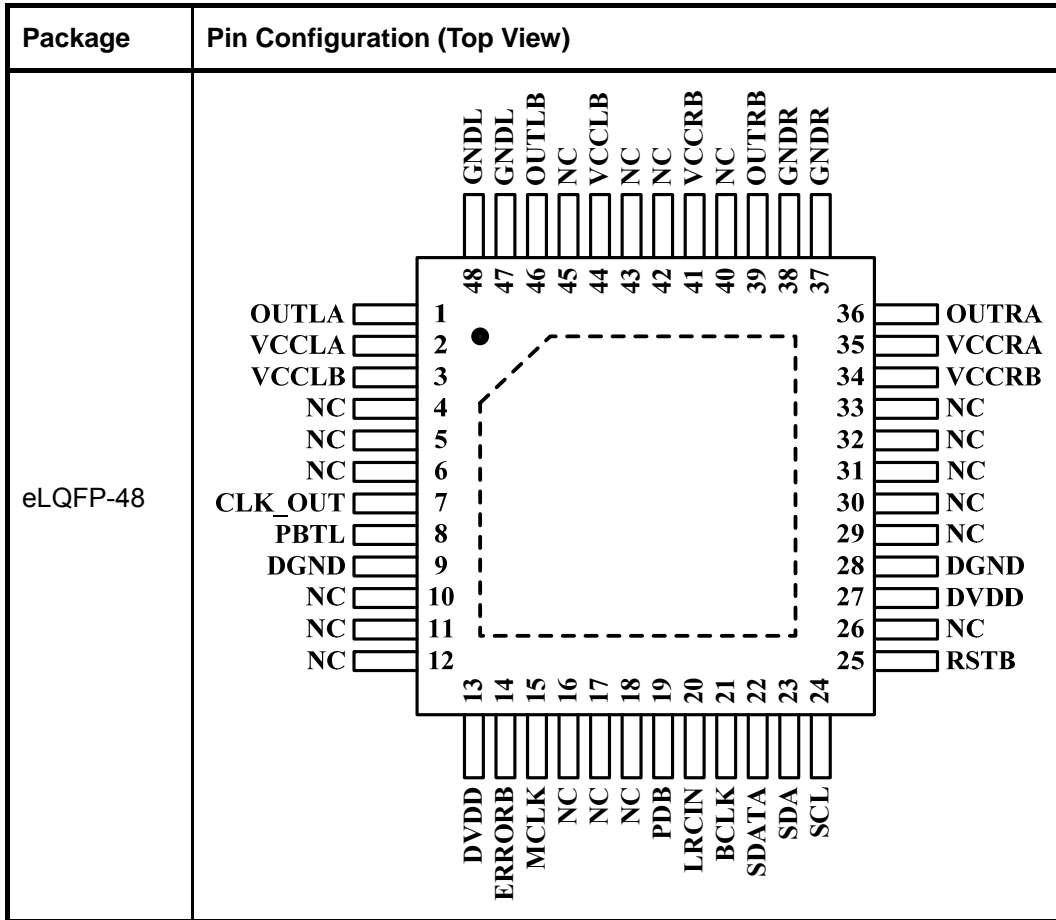 Package
Pin Configuration (Top View)
eLQFP-48
GNDL
GNDL
OUTLB
NC
VCCLB
NC
NC
VCCRB
NC
OUTRB
GNDR
GNDR
48
47
46
45
44
43
42
41
40
39
38
37
OUTLA 1
VCCLA 2
VCCLB 3
NC 4
NC 5
NC 6
CLK_OUT 7
PBTL 8
DGND 9
NC 10
NC 11
NC 12
36 OUTRA
35 VCCRA
34 VCCRB
33 NC
32 NC
31 NC
30 NC
29 NC
28 DGND
27 DVDD
26 NC
25 RSTB
13
14
15
16
17
18
19
20
21
22
23
24
DVDD
ERRORB
MCLK
NC
NC
NC
PDB
LRCIN
BCLK
SDATA
SDA
SCL